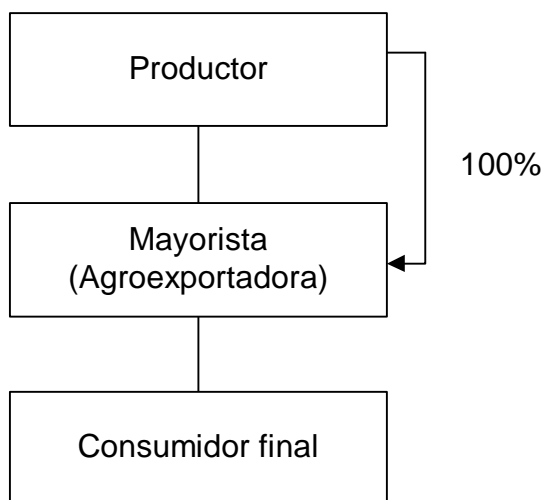 Productor
100%
Mayorista
(Agroexportadora)
Consumidor final